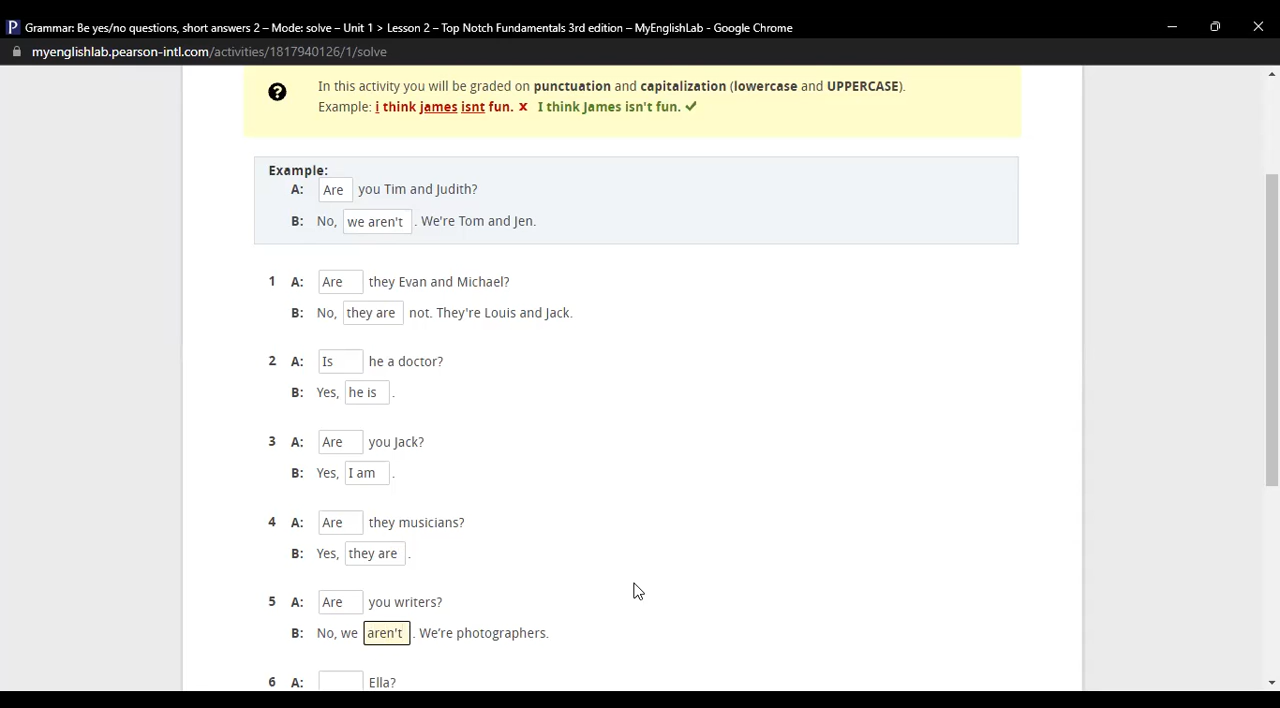 Grammar: Be yes/no questions, short answers 2 – Mode: solve – Unit 1 > Lesson 2 – Top Notch Fundamentals 3rd edition – MyEnglishLab - Google Chrome
myenglishlab.pearson-intl.com/activities/1817940126/1/solve
In this activity you will be graded on punctuation and capitalization (lowercase and UPPERCASE).
Example: i think james isnt fun. ✗ I think James isn't fun. ✓
Example:
A: Are you Tim and Judith?
B: No, we aren't . We're Tom and Jen.
1 A: Are they Evan and Michael?
B: No, they are not. They're Louis and Jack.
2 A: Is he a doctor?
B: Yes, he is .
3 A: Are you Jack?
B: Yes, I am .
4 A: Are they musicians?
B: Yes, they are .
5 A: Are you writers?
B: No, we aren't . We're photographers.
6 A: Ella?